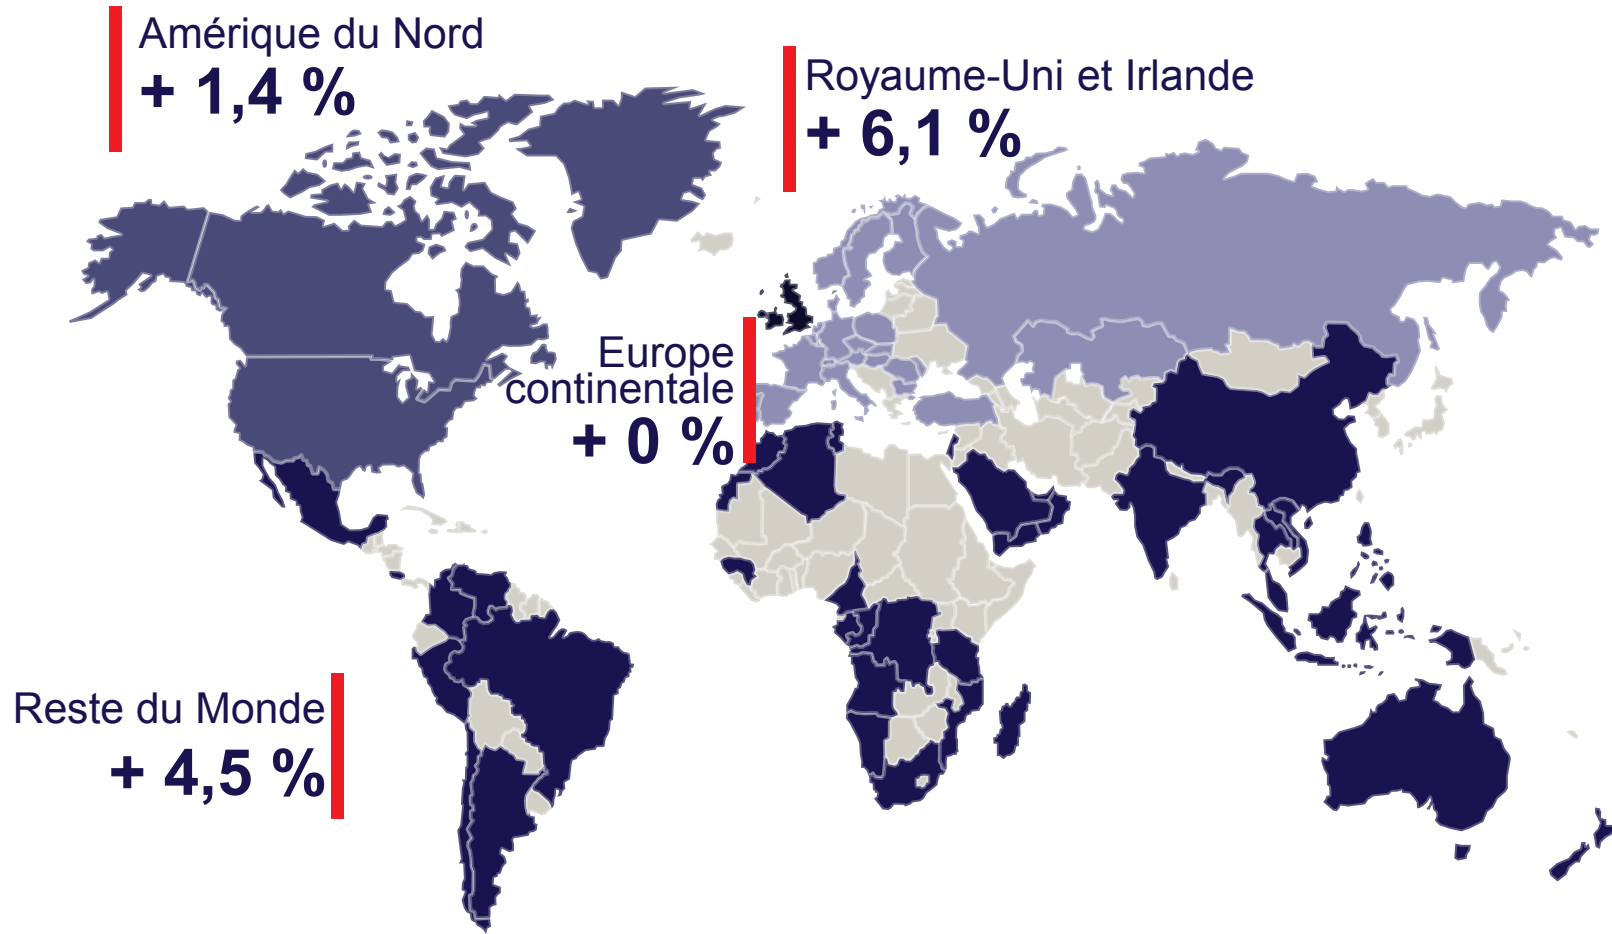 Amérique du Nord
+ 1,4 %
Royaume-Uni et Irlande
+ 6,1 %
Europe
continentale
+ 0 %
Reste du Monde
+ 4,5 %